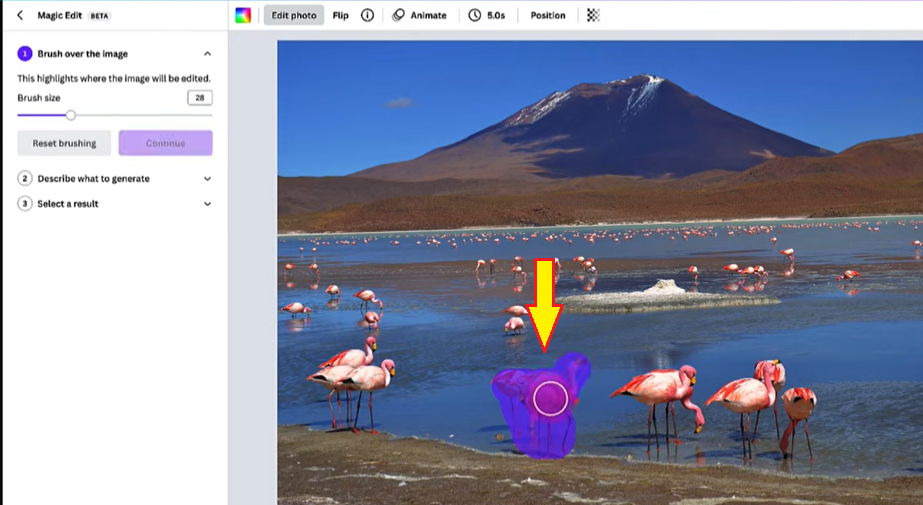 Magic Edit BETA
Edit photo Flip Animate 5.0s Position
1 Brush over the image
This highlights where the image will be edited.
Brush size 28
Reset brushing Continue
2 Describe what to generate
3 Select a result